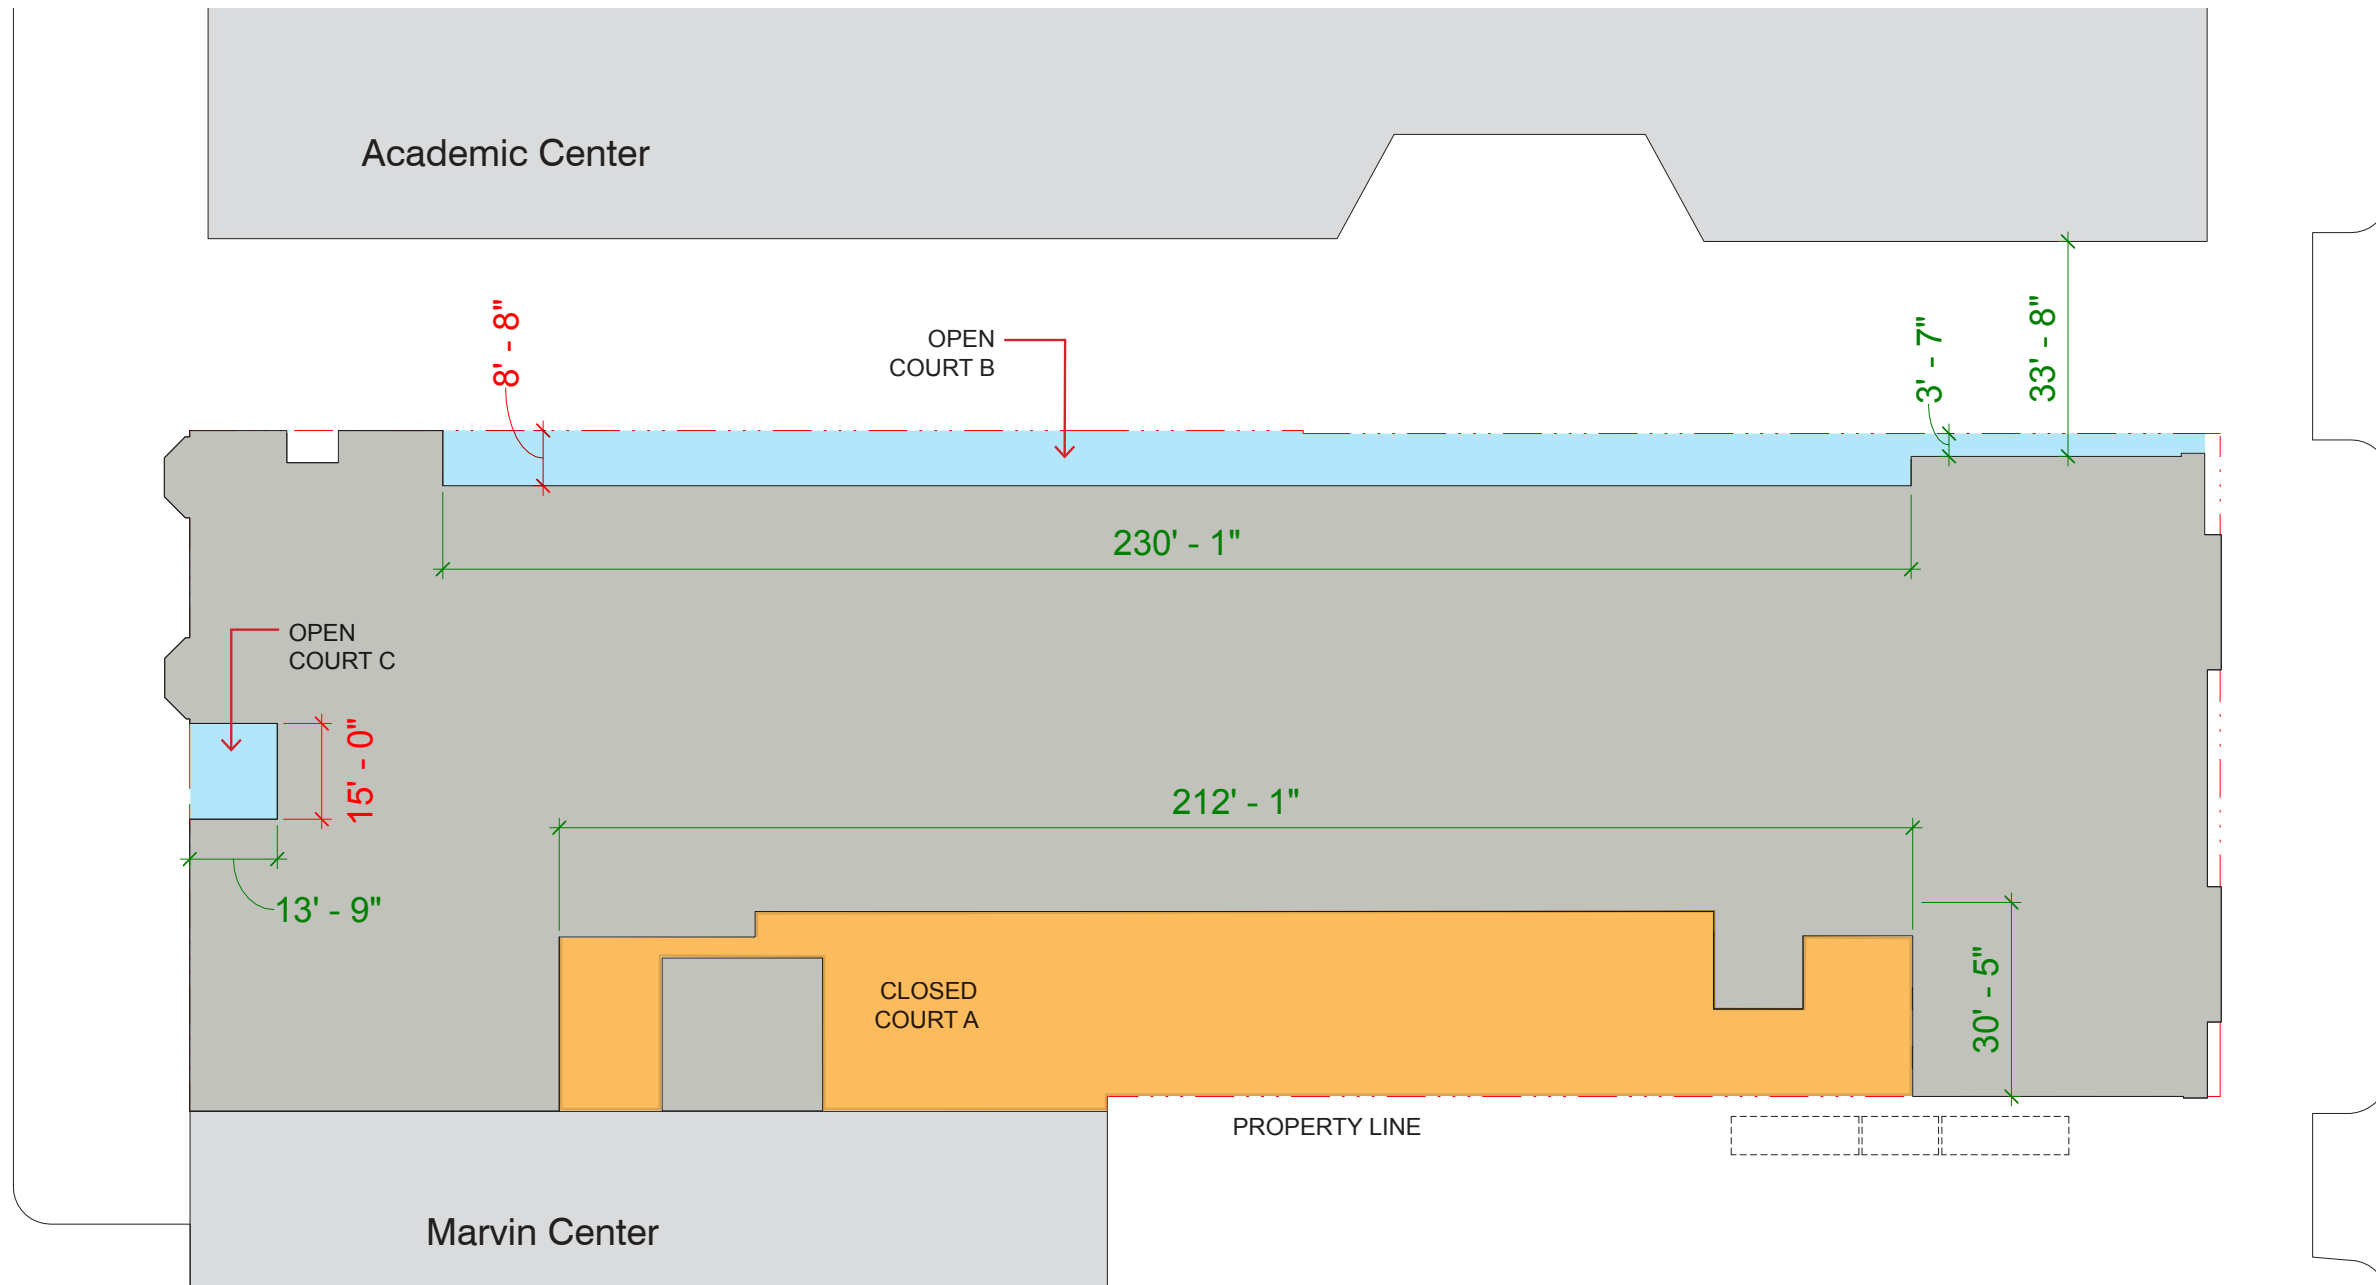 Academic Center
8' - 8"
OPEN
COURT B
3' - 7"
33' - 8"
230' - 1"
OPEN
COURT C
15' - 0"
212' - 1"
13' - 9"
CLOSED
COURT A
30' - 5"
PROPERTY LINE
Marvin Center